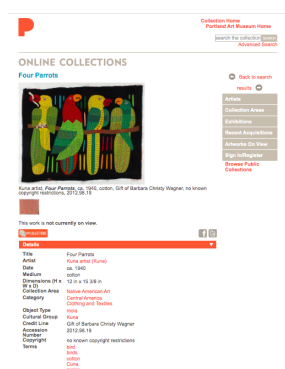 Collection Home
Portland Art Museum Home
search the collection
Advanced Search
ONLINE COLLECTIONS
Four Parrots
Back to search
results
Artists
Collection Areas
Exhibitions
Recent Acquisitions
Artworks On View
Sign In/Register
Browse Public
Collections
Kuna artist, Four Parrots, ca. 1940, cotton, Gift of Barbara Christy Wagner, no known
copyright restrictions, 2012.98.19
This work is not currently on view.
Details
Title Four Parrots
Artist Kuna artist (Kuna)
Date ca. 1940
Medium cotton
Dimensions (H x
W x D) 12 in x 15 3/8 in
Collection Area Native American Art
Category Central America
Clothing and Textiles
Object Type mola
Cultural Group Kuna
Credit Line Gift of Barbara Christy Wagner
Accession
Number 2012.98.19
Copyright no known copyright restrictions
Terms bird
birds
cotton
Cuna